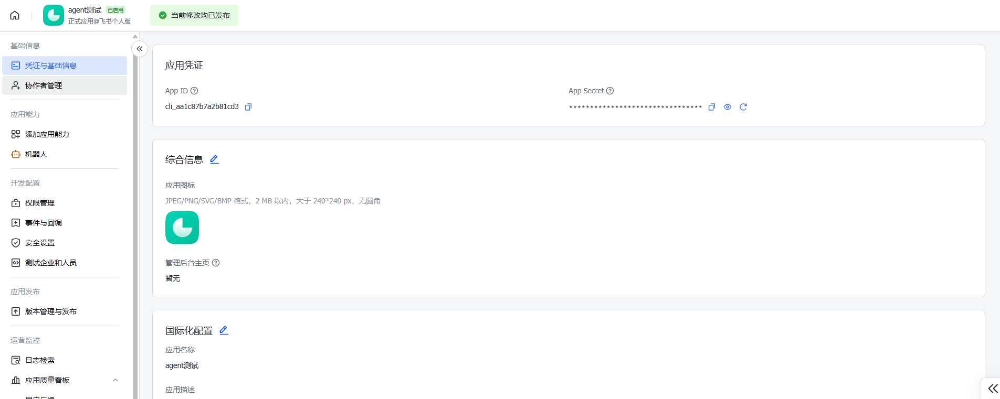 agent测试 已启用
正式应用@飞书个人版
当前修改均已发布
基础信息
凭证与基础信息
协作者管理
应用能力
添加应用能力
机器人
开发配置
权限管理
事件与回调
安全设置
测试企业和人员
应用发布
版本管理与发布
运营监控
日志检索
应用质量看板
应用凭证
App ID
cli_aa1c87b7a2b81cd3
App Secret
********************************
综合信息
应用图标
JPEG/PNG/SVG/BMP 格式，2 MB 以内，大于 240*240 px，无圆角
管理后台主页
暂无
国际化配置
应用名称
agent测试
应用描述